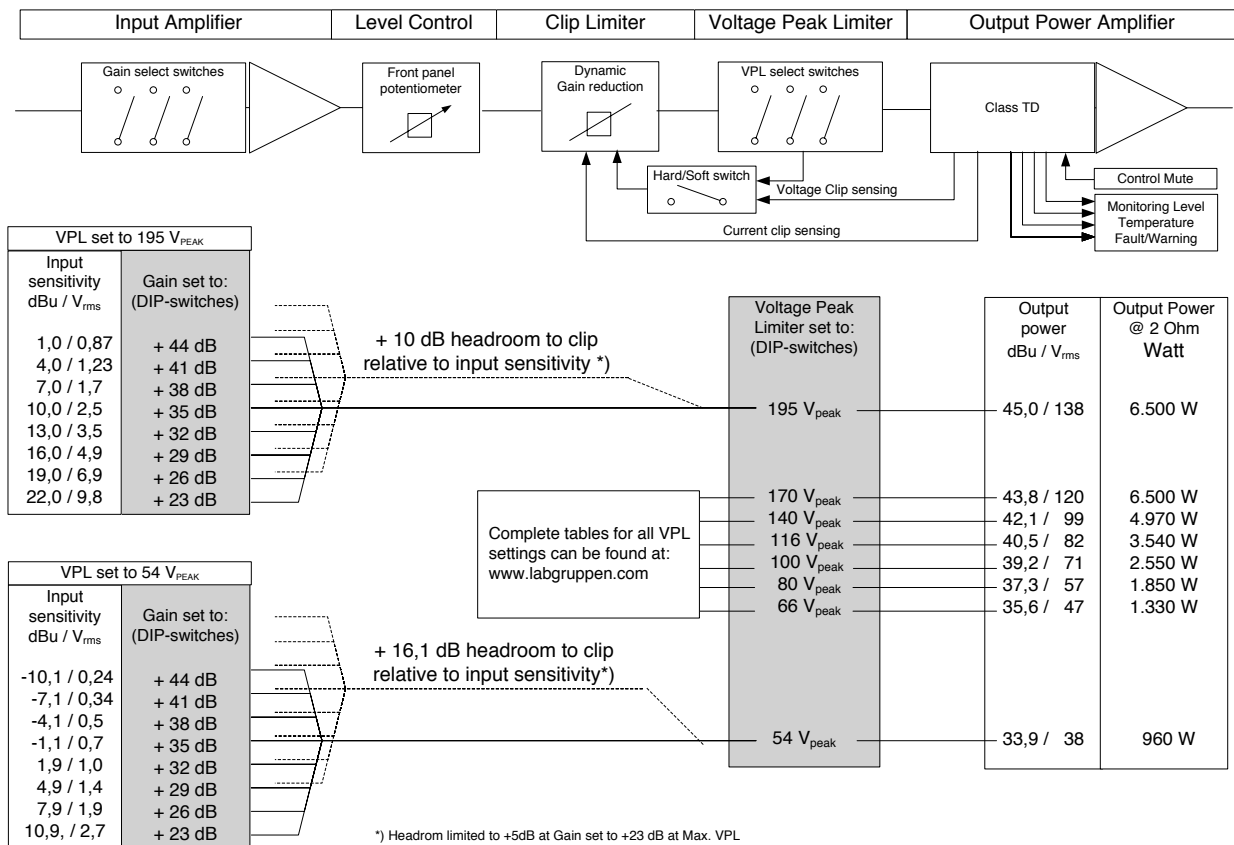 Input Amplifier Level Control Clip Limiter Voltage Peak Limiter Output Power Amplifier
Gain select switches
Front panel
potentiometer
Dynamic
Gain reduction
VPL select switches
Class TD
Hard/Soft switch
Voltage Clip sensing
Current clip sensing
Control Mute
Monitoring Level
Temperature
Fault/Warning
VPL set to 195 VPEAK
Input
sensitivity
dBu / Vrms
Gain set to:
(DIP-switches)
1,0 / 0,87 + 44 dB
4,0 / 1,23 + 41 dB
7,0 / 1,7 + 38 dB
10,0 / 2,5 + 35 dB
13,0 / 3,5 + 32 dB
16,0 / 4,9 + 29 dB
19,0 / 6,9 + 26 dB
22,0 / 9,8 + 23 dB
+ 10 dB headroom to clip
relative to input sensitivity *)
Voltage Peak
Limiter set to:
(DIP-switches)
Output
power
dBu / Vrms
Output Power
@ 2 Ohm
Watt
195 Vpeak 45,0 / 138 6.500 W
170 Vpeak 43,8 / 120 6.500 W
140 Vpeak 42,1 / 99 4.970 W
116 Vpeak 40,5 / 82 3.540 W
100 Vpeak 39,2 / 71 2.550 W
80 Vpeak 37,3 / 57 1.850 W
66 Vpeak 35,6 / 47 1.330 W
Complete tables for all VPL
settings can be found at:
www.labgruppen.com
VPL set to 54 VPEAK
Input
sensitivity
dBu / Vrms
Gain set to:
(DIP-switches)
-10,1 / 0,24 + 44 dB
-7,1 / 0,34 + 41 dB
-4,1 / 0,5 + 38 dB
-1,1 / 0,7 + 35 dB
1,9 / 1,0 + 32 dB
4,9 / 1,4 + 29 dB
7,9 / 1,9 + 26 dB
10,9, / 2,7 + 23 dB
+ 16,1 dB headroom to clip
relative to input sensitivity*)
54 Vpeak 33,9 / 38 960 W
*) Headrom limited to +5dB at Gain set to +23 dB at Max. VPL